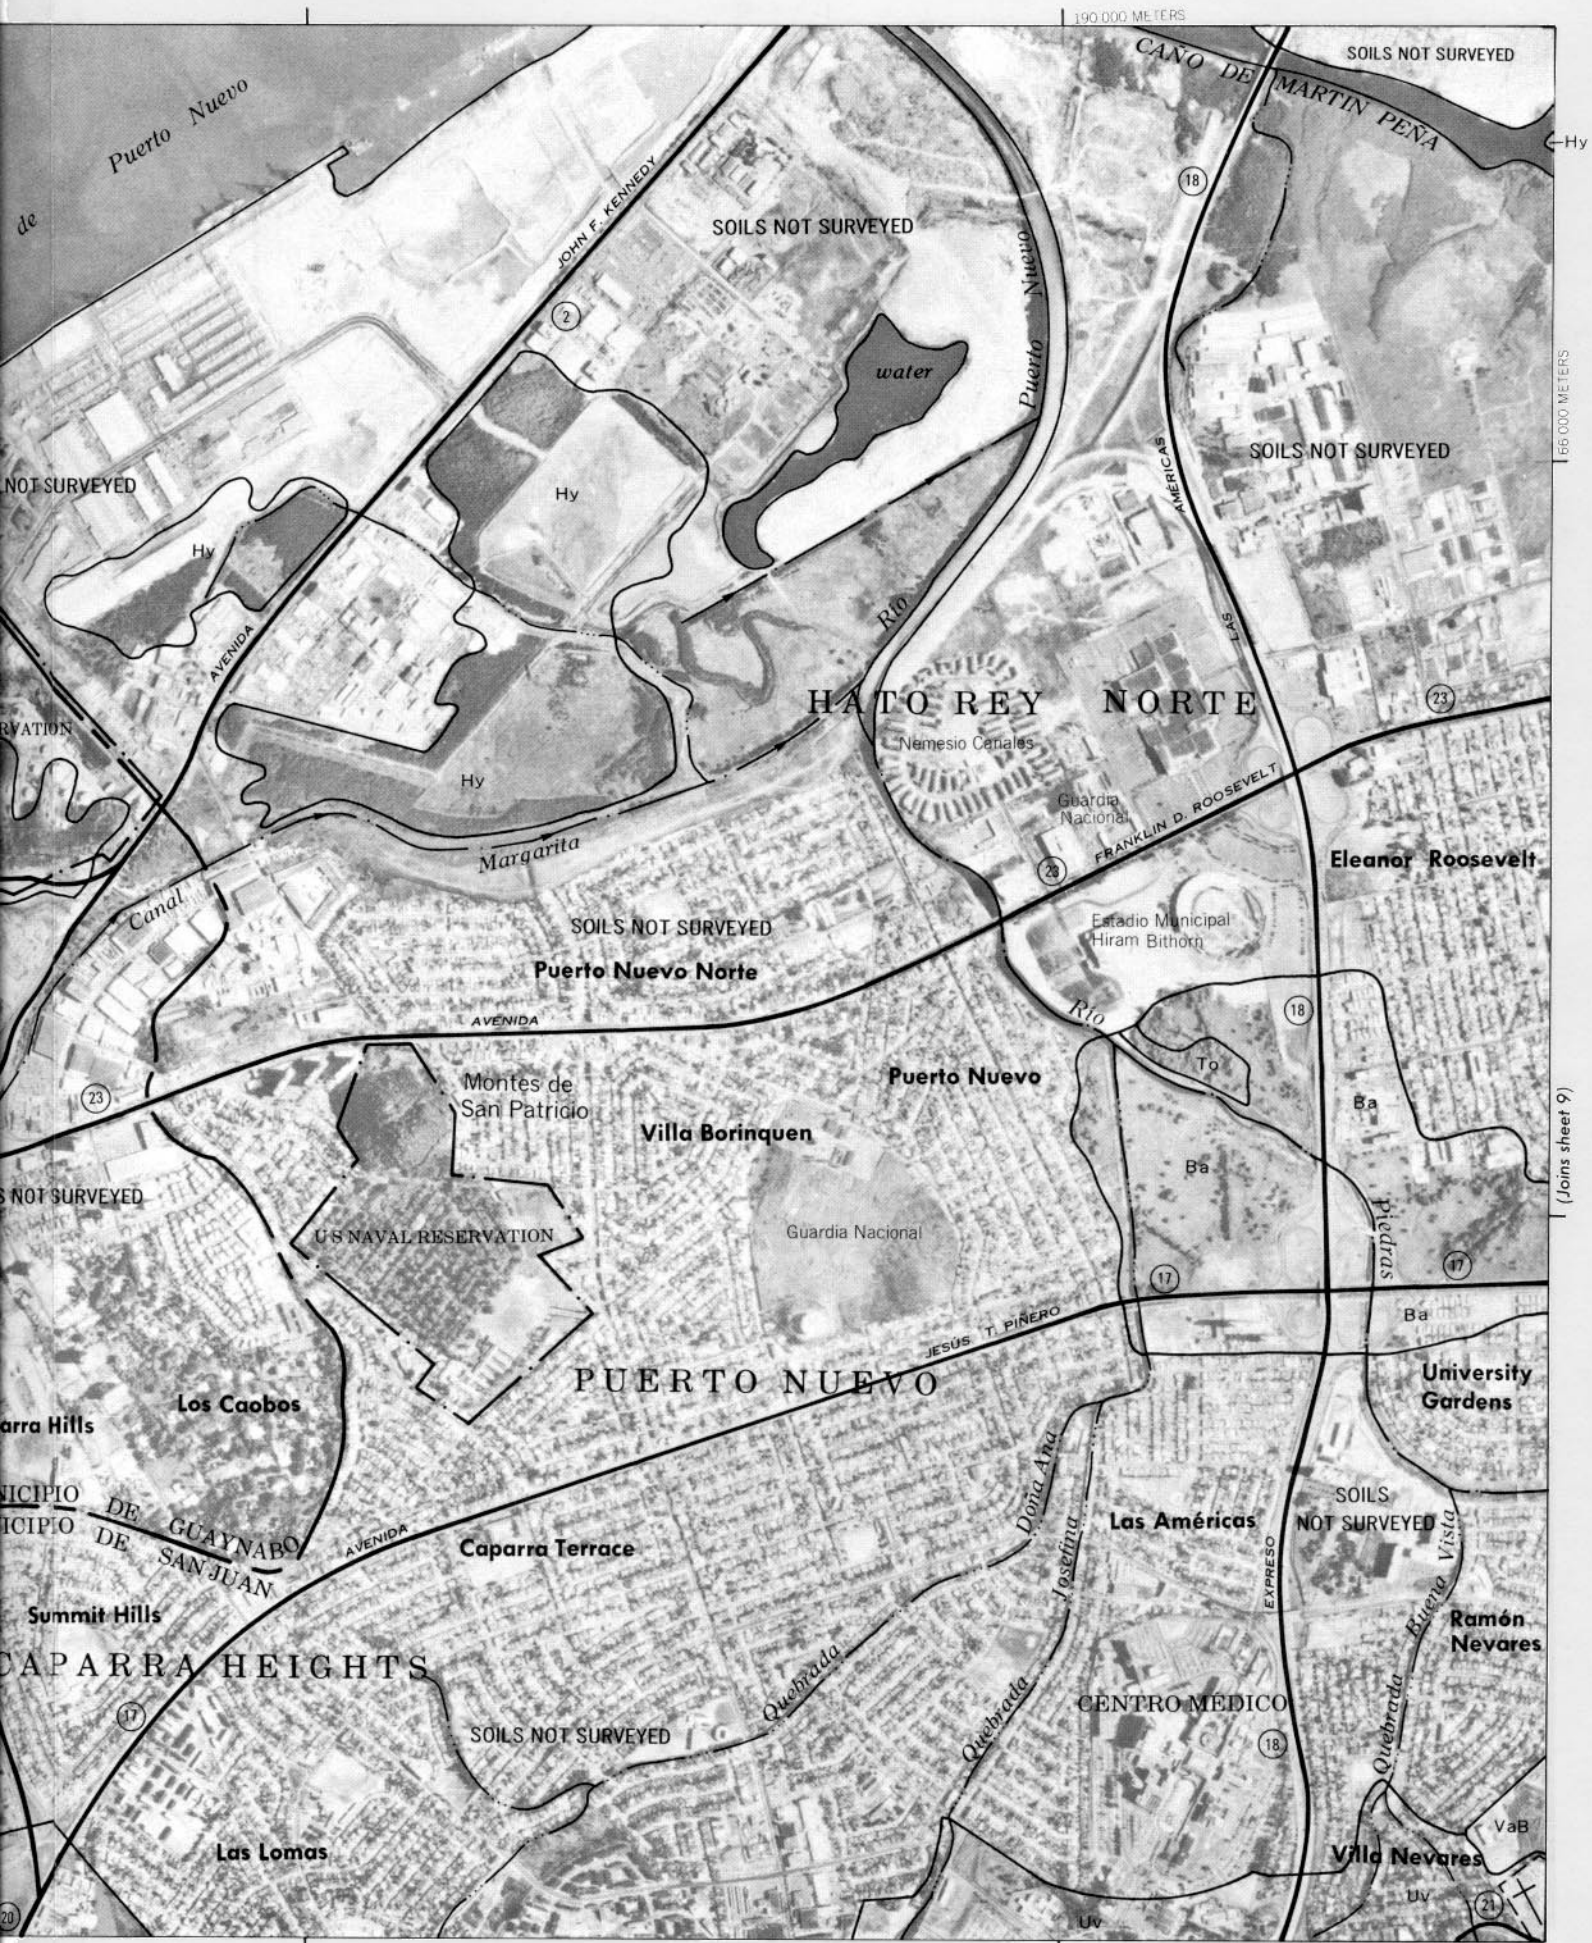 190 000 METERS
SOILS NOT SURVEYED
CAÑO DE MARTIN PEÑA
Hy
Puerto Nuevo
de
18
JOHN F. KENNEDY
SOILS NOT SURVEYED
Puerto Nuevo
2
water
66 000 METERS
AMÉRICAS
SOILS NOT SURVEYED
NOT SURVEYED
Hy
Hy
AVENIDA
Río
LAS
HATO REY NORTE
23
RVATION
Nemesio Canales
Hy
Guardia
Nacional
FRANKLIN D. ROOSEVELT
Margarita
23
Eleanor Roosevelt
Canal
SOILS NOT SURVEYED
Estadio Municipal
Hiram Bithorn
Puerto Nuevo Norte
AVENIDA
Río
18
To
Montes de
San Patricio
Puerto Nuevo
23
Ba
Villa Borinquen
(Joins sheet 9)
Ba
S NOT SURVEYED
US NAVAL RESERVATION
Guardia Nacional
Piedras
17
17
JESÚS T. PIÑERO
Ba
PUERTO NUEVO
University
Gardens
Los Caobos
arra Hills
Doña Ana
NICIPIO DE GUAYNABO
ICIPIO DE SAN JUAN
SOILS
NOT SURVEYED
Las Américas
Josefina
AVENIDA
Caparra Terrace
EXPRESO
Buena Vista
Summit Hills
Ramón
Nevares
CAPARRA HEIGHTS
Quebrada
Quebrada
CENTRO MÉDICO
Quebrada
17
SOILS NOT SURVEYED
18
VaB
Las Lomas
Villa Nevares
Uv
21
20
Uv